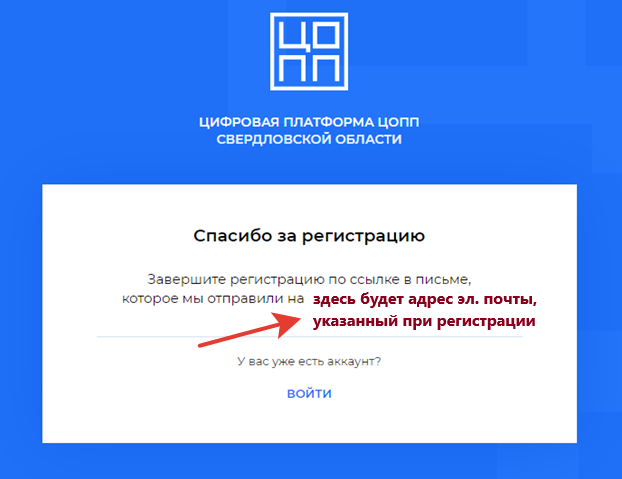 ЦО
ПП
ЦИФРОВАЯ ПЛАТФОРМА ЦОПП
СВЕРДЛОВСКОЙ ОБЛАСТИ
Спасибо за регистрацию
Завершите регистрацию по ссылке в письме,
которое мы отправили на здесь будет адрес эл. почты,
указанный при регистрации
У вас уже есть аккаунт?
ВОЙТИ